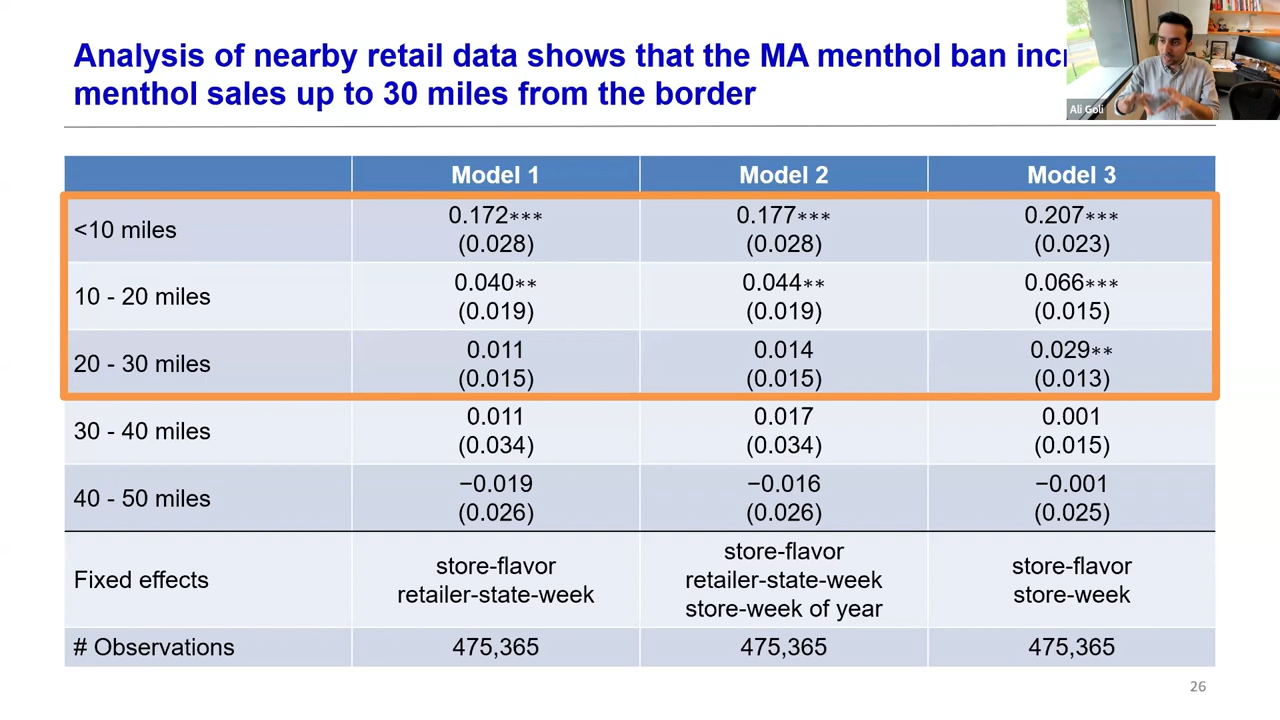 Analysis of nearby retail data shows that the MA menthol ban
menthol sales up to 30 miles from the border
Ali Goli
Model 1 Model 2 Model 3
<10 miles 0.172*** 0.177*** 0.207***
(0.028) (0.028) (0.023)
10 - 20 miles 0.040** 0.044** 0.066***
(0.019) (0.019) (0.015)
20 - 30 miles 0.011 0.014 0.029**
(0.015) (0.015) (0.013)
30 - 40 miles 0.011 0.017 0.001
(0.034) (0.034) (0.015)
40 - 50 miles −0.019 −0.016 −0.001
(0.026) (0.026) (0.025)
Fixed effects store-flavor store-flavor store-flavor
retailer-state-week retailer-state-week store-week
store-week of year
# Observations 475,365 475,365 475,365
26